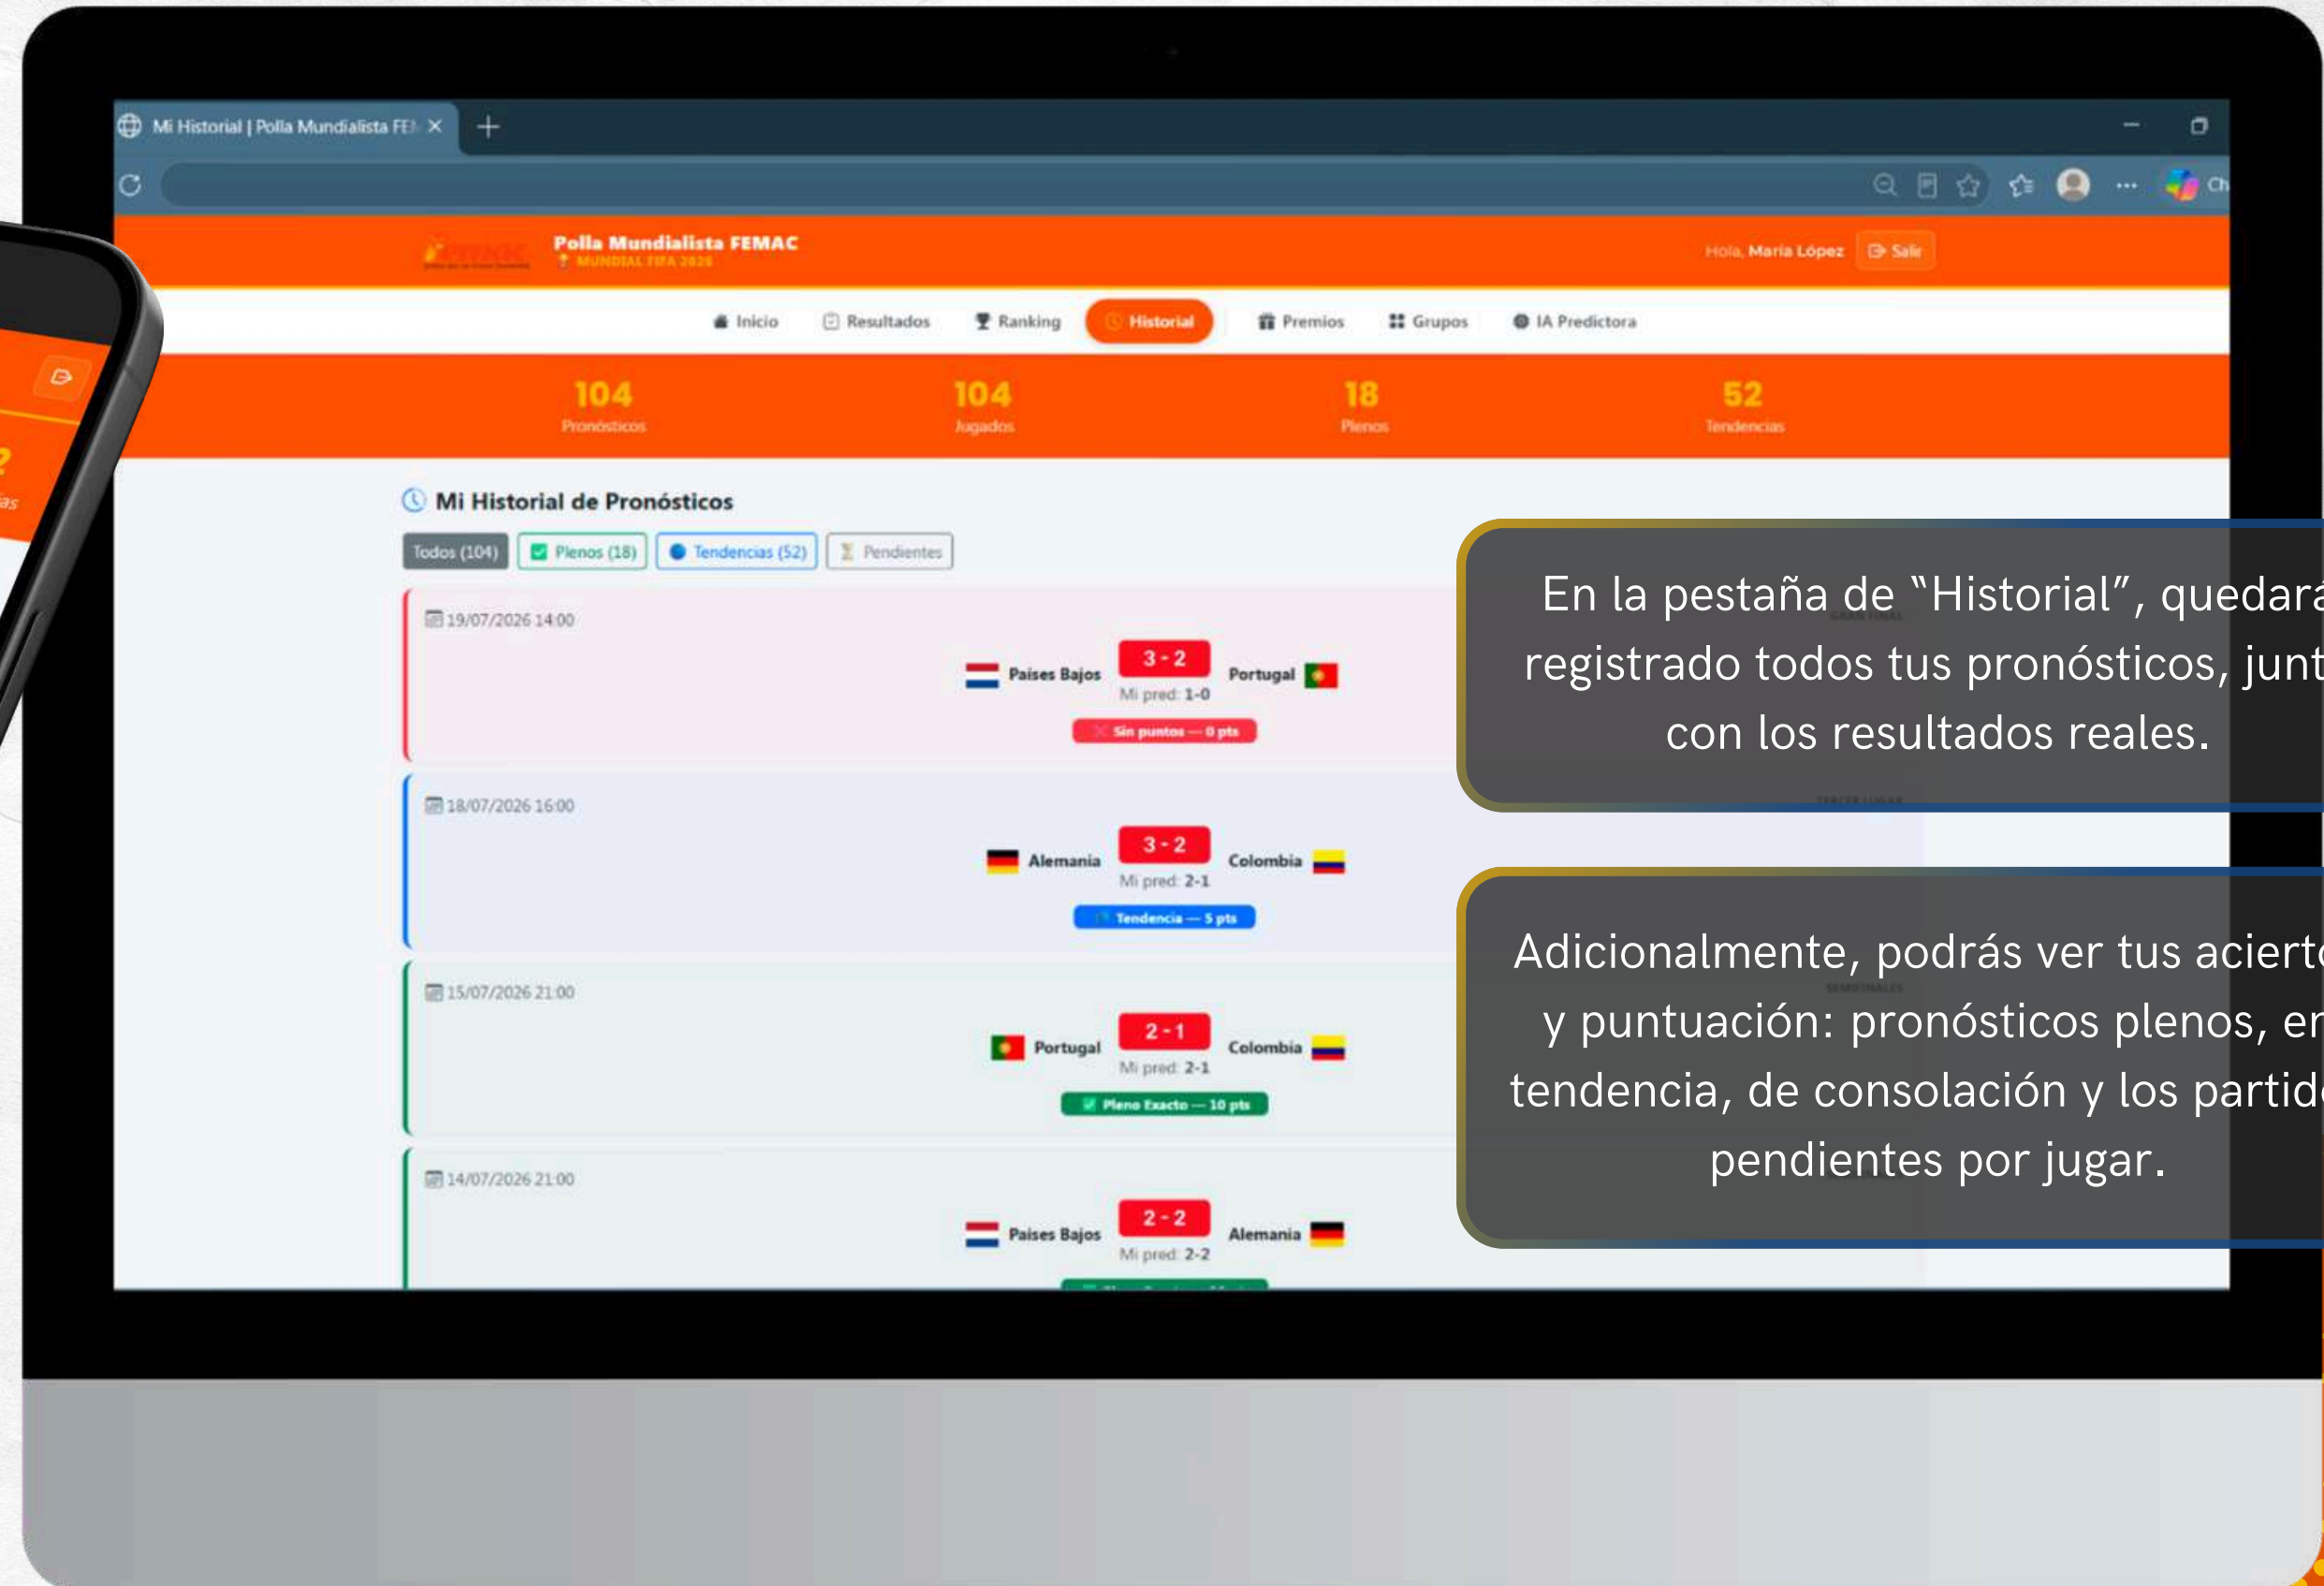 Mi Historial | Polla Mundialista FE
Polla Mundialista FEMAC
MUNDIAL FIFA 2026
Hola, María López
Salir
Inicio
Resultados
Ranking
Historial
Premios
Grupos
IA Predictora
104
Pronósticos
104
Jugados
18
Plenos
52
Tendencias
Mi Historial de Pronósticos
Todos (104)
Plenos (18)
Tendencias (52)
Pendientes
19/07/2026 14:00
Países Bajos 3 - 2 Portugal
Mi pred: 1-0
Sin puntos — 0 pts
18/07/2026 16:00
TERCER LUGAR
Alemania 3 - 2 Colombia
Mi pred: 2-1
Tendencia — 5 pts
15/07/2026 21:00
SEMIFINALES
Portugal 2 - 1 Colombia
Mi pred: 2-1
Pleno Exacto — 10 pts
14/07/2026 21:00
Países Bajos 2 - 2 Alemania
Mi pred: 2-2
En la pestaña de “Historial”, quedará
registrado todos tus pronósticos, junt
con los resultados reales.
Adicionalmente, podrás ver tus aciert
y puntuación: pronósticos plenos, en
tendencia, de consolación y los partid
pendientes por jugar.